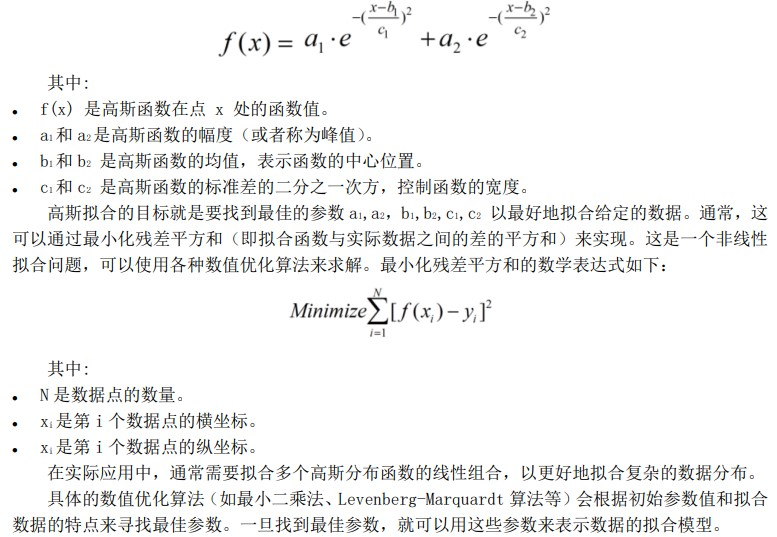 f(x) = a₁·e^{-(\frac{x-b₁}{c₁})²} + a₂·e^{-(\frac{x-b₂}{c₂})²}
其中:
• f(x) 是高斯函数在点 x 处的函数值。
• a₁和 a₂是高斯函数的幅度（或者称为峰值）。
• b₁和 b₂ 是高斯函数的均值，表示函数的中心位置。
• c₁和 c₂ 是高斯函数的标准差的二分之一次方，控制函数的宽度。
高斯拟合的目标就是要找到最佳的参数 a₁,a₂，b₁,b₂,c₁,c₂ 以最好地拟合给定的数据。通常，这
可以通过最小化残差平方和（即拟合函数与实际数据之间的差的平方和）来实现。这是一个非线性
拟合问题，可以使用各种数值优化算法来求解。最小化残差平方和的数学表达式如下：
Minimize\sum_{i=1}^{N}[f(x_i) − y_i]²
其中:
• N 是数据点的数量。
• xᵢ是第 i 个数据点的横坐标。
• xᵢ是第 i 个数据点的纵坐标。
在实际应用中，通常需要拟合多个高斯分布函数的线性组合，以更好地拟合复杂的数据分布。
具体的数值优化算法（如最小二乘法、Levenberg-Marquardt 算法等）会根据初始参数值和拟合
数据的特点来寻找最佳参数。一旦找到最佳参数，就可以用这些参数来表示数据的拟合模型。